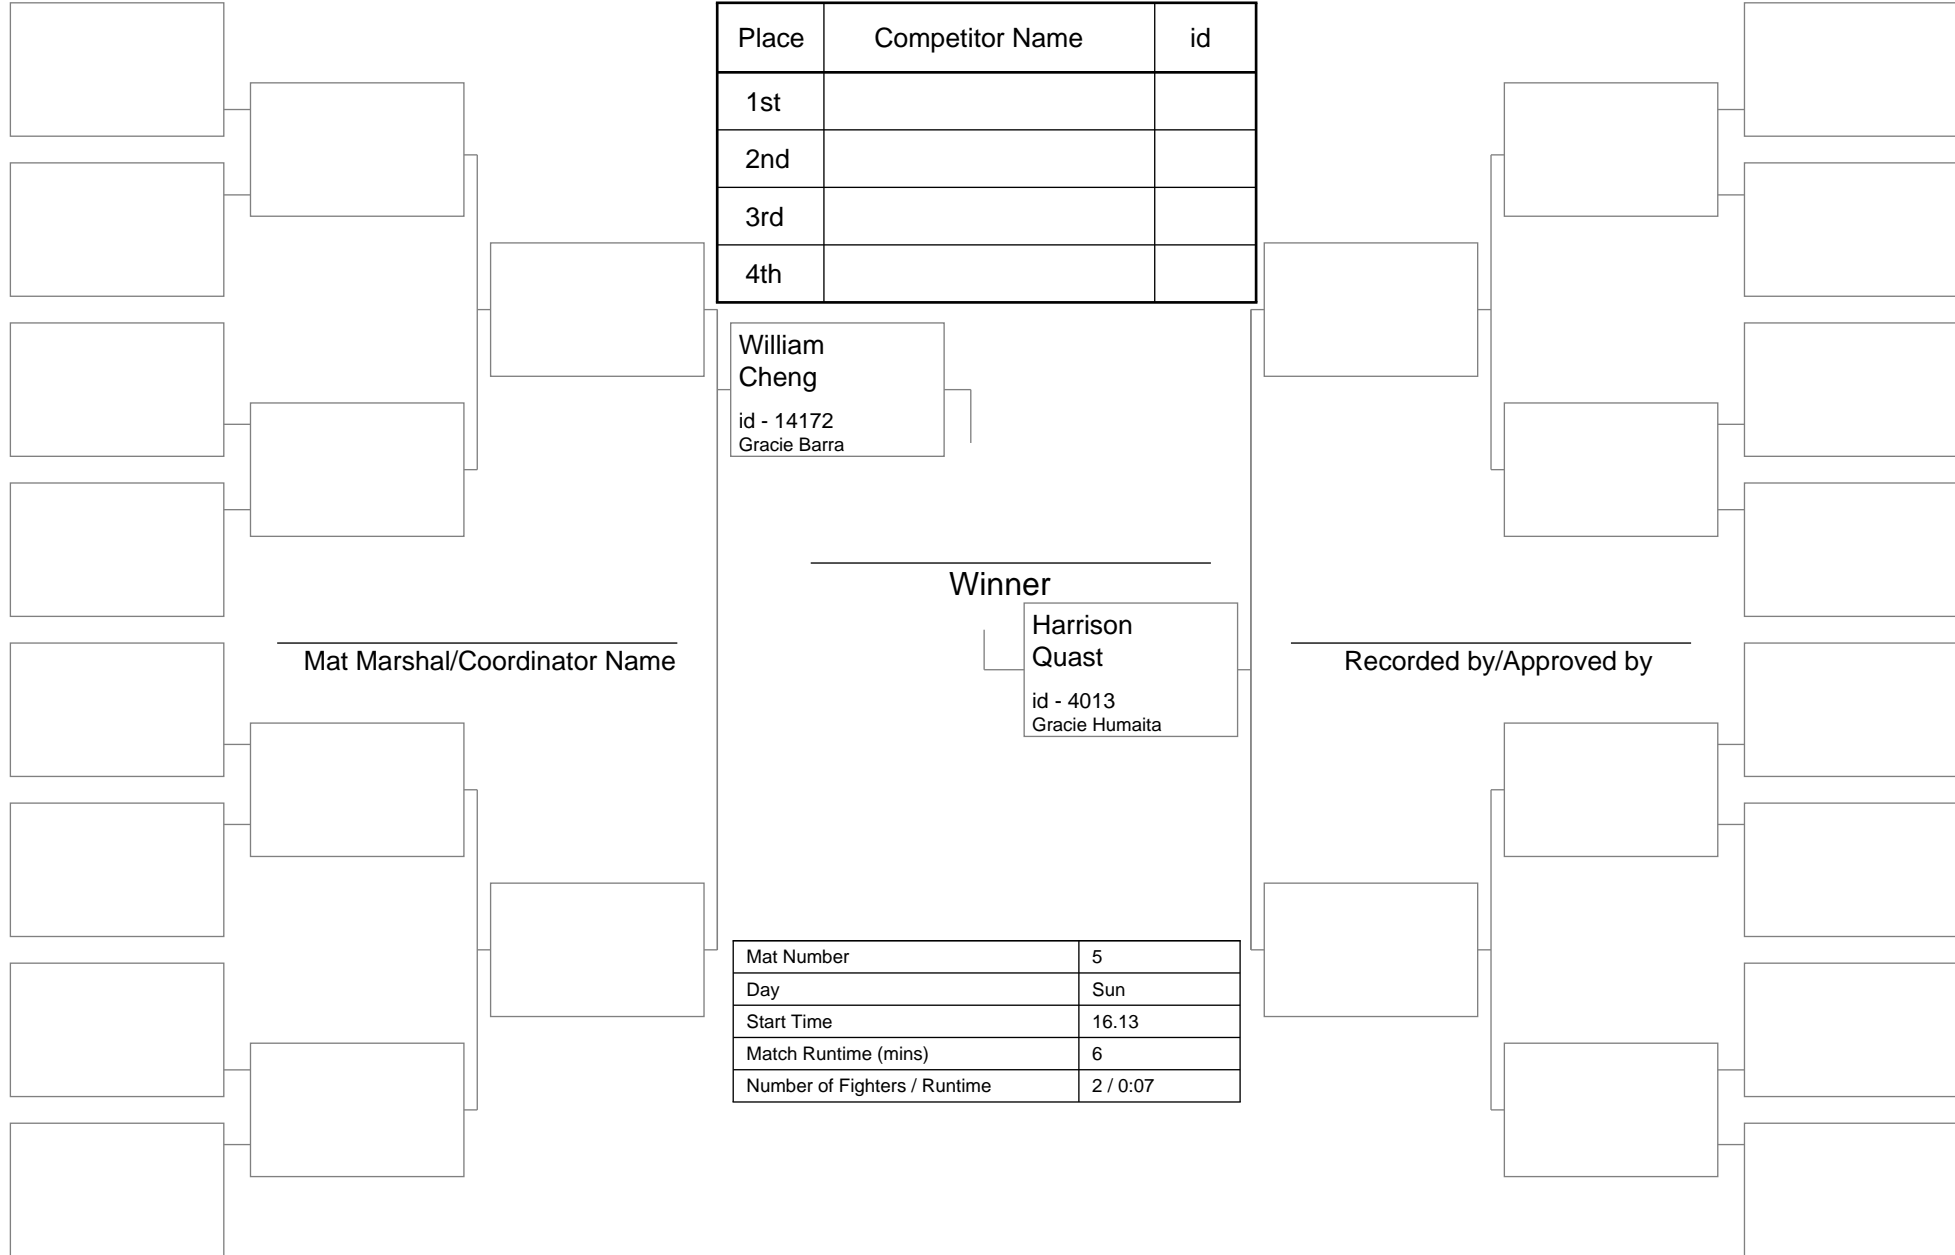 Place Competitor Name id
1st
2nd
3rd
4th
William
Cheng
id - 14172
Gracie Barra
Winner
Harrison
Quast
id - 4013
Gracie Humaita
Mat Marshal/Coordinator Name
Recorded by/Approved by
Mat Number 5
Day Sun
Start Time 16.13
Match Runtime (mins) 6
Number of Fighters / Runtime 2 / 0:07